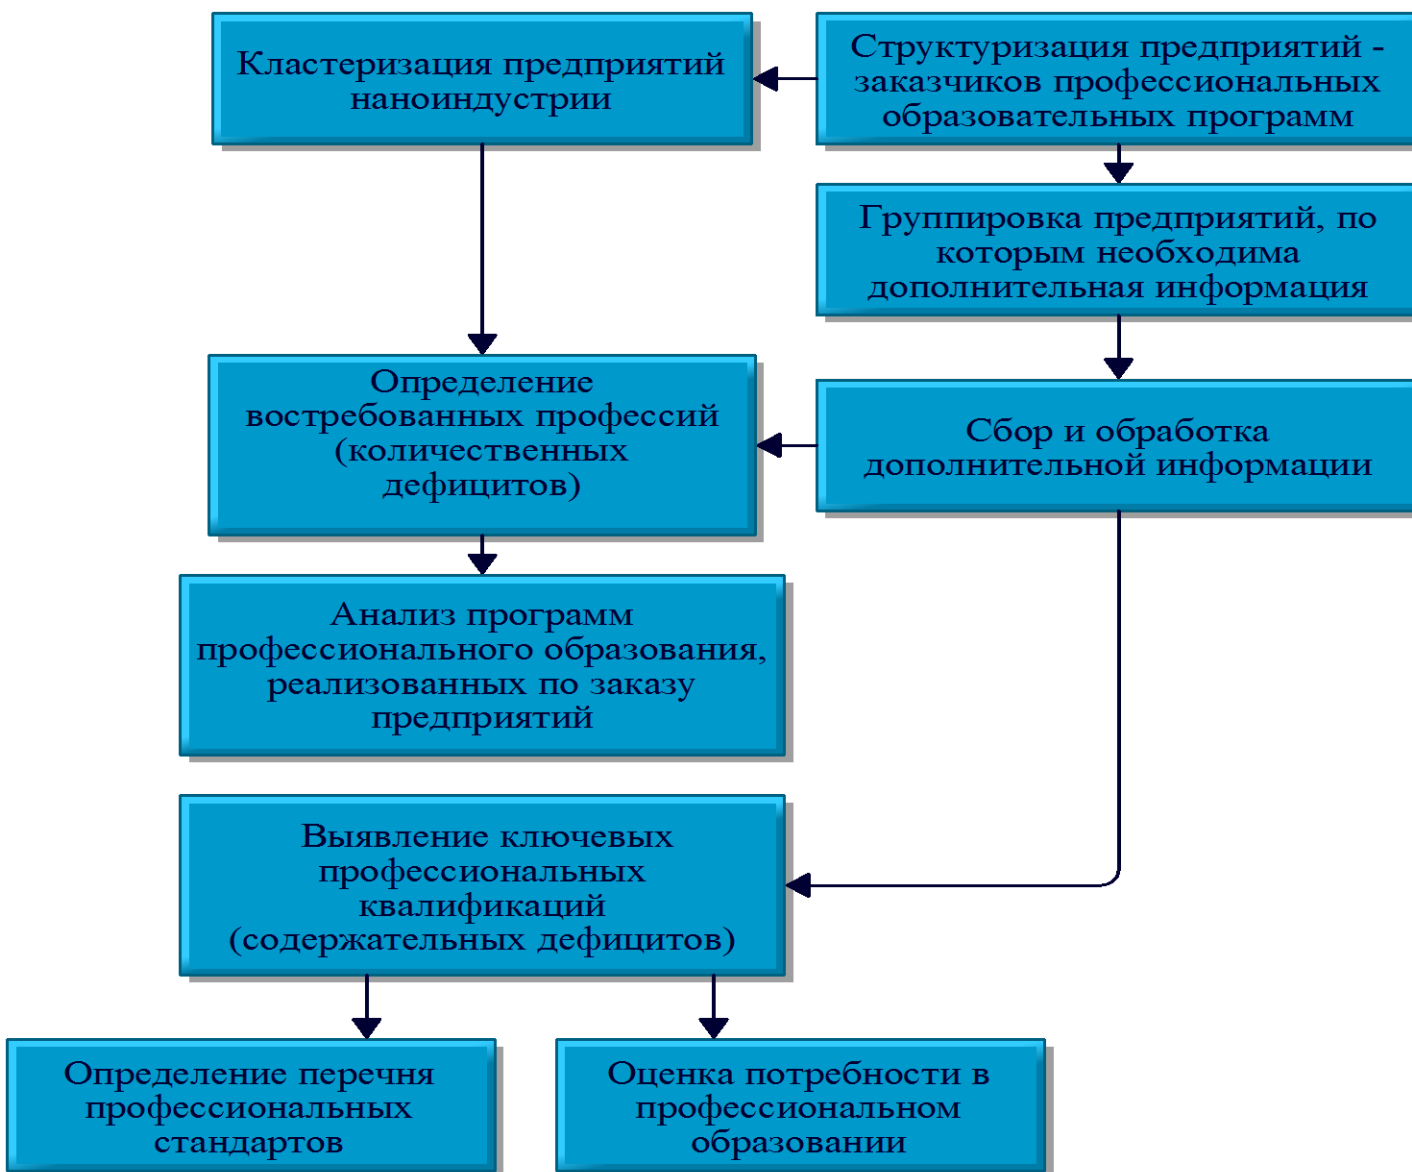 Кластеризация предприятий
наноиндустрии
Структуризация предприятий -
заказчиков профессиональных
образовательных программ
Группировка предприятий, по
которым необходима
дополнительная информация
Определение
востребованных профессий
(количественных
дефицитов)
Сбор и обработка
дополнительной информации
Анализ программ
профессионального образования,
реализованных по заказу
предприятий
Выявление ключевых
профессиональных
квалификаций
(содержательных дефицитов)
Определение перечня
профессиональных
стандартов
Оценка потребности в
профессиональном
образовании